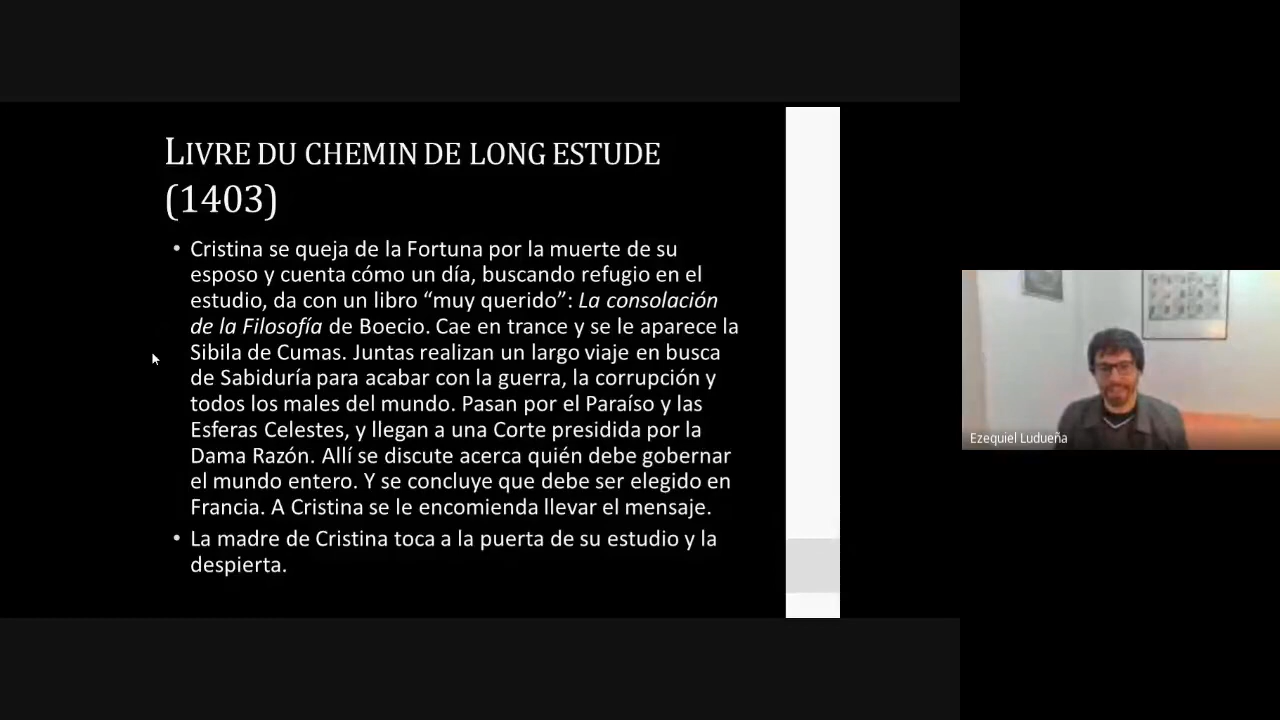 LIVRE DU CHEMIN DE LONG ESTUDE
(1403)
• Cristina se queja de la Fortuna por la muerte de su
esposo y cuenta cómo un día, buscando refugio en el
estudio, da con un libro “muy querido”: La consolación
de la Filosofía de Boecio. Cae en trance y se le aparece la
Sibila de Cumas. Juntas realizan un largo viaje en busca
de Sabiduría para acabar con la guerra, la corrupción y
todos los males del mundo. Pasan por el Paraíso y las
Esferas Celestes, y llegan a una Corte presidida por la
Dama Razón. Allí se discute acerca quién debe gobernar
el mundo entero. Y se concluye que debe ser elegido en
Francia. A Cristina se le encomienda llevar el mensaje.
• La madre de Cristina toca a la puerta de su estudio y la
despierta.
Ezequiel Ludueña